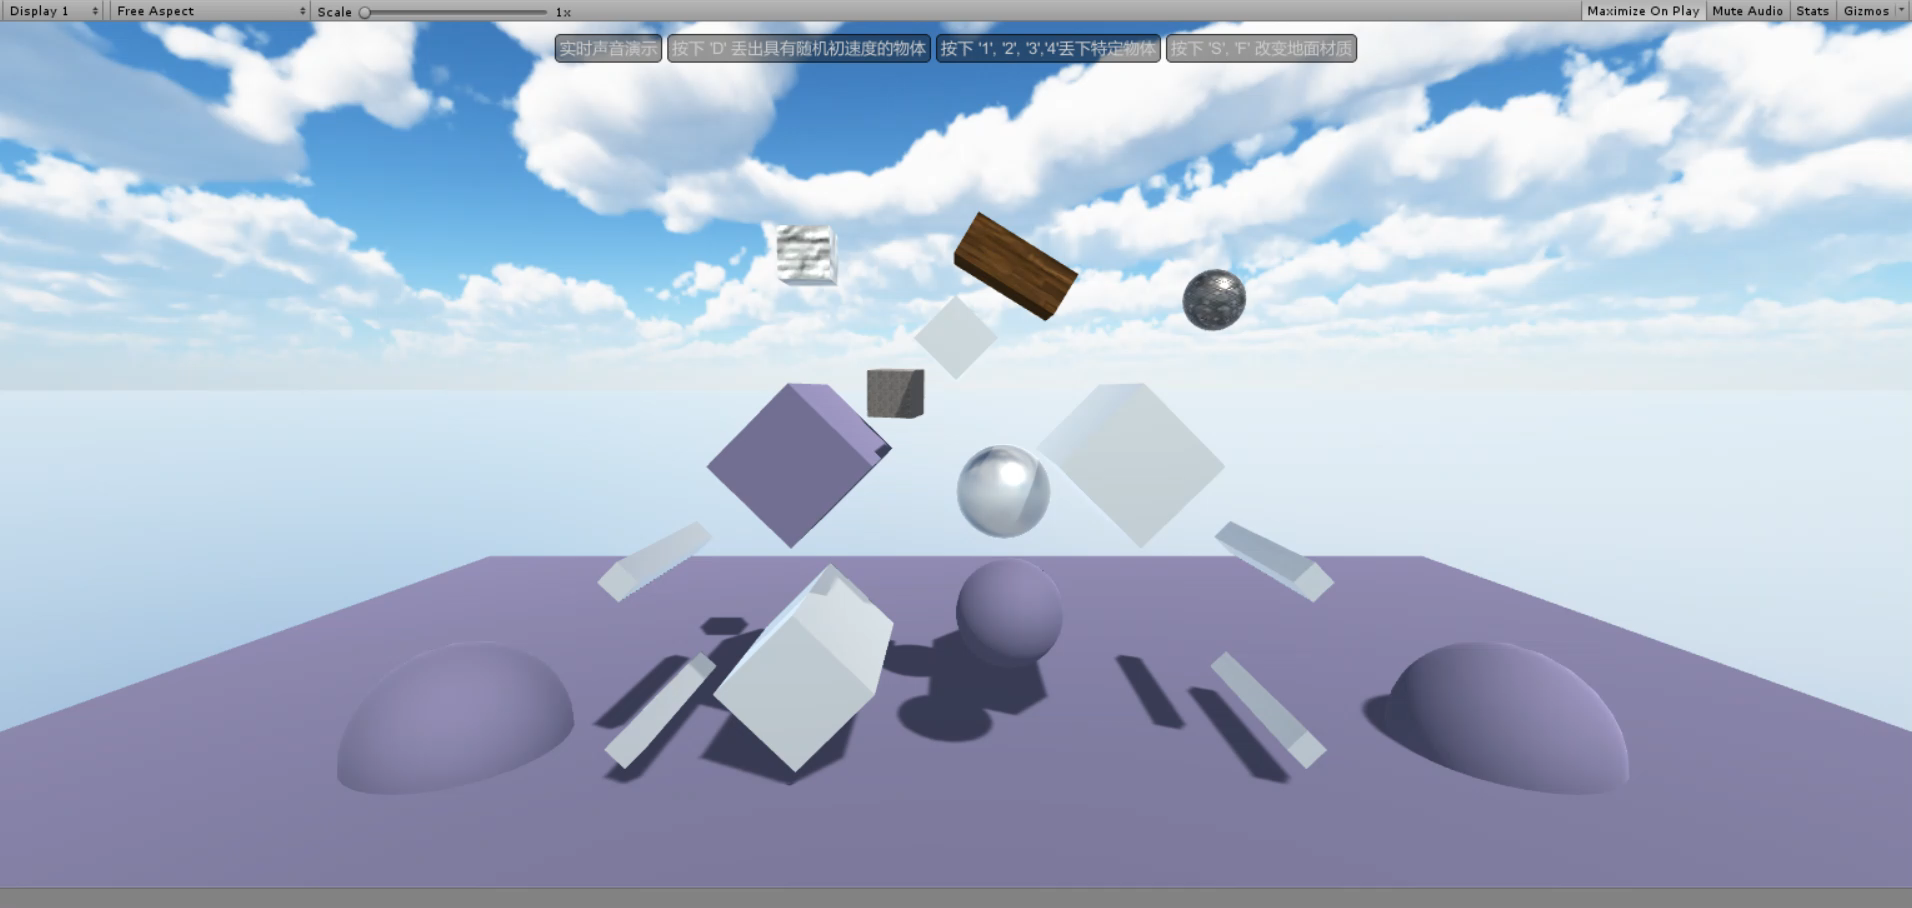 Display 1 Free Aspect Scale 1x Maximize On Play Mute Audio Stats Gizmos
实时声音演示 按下 'D' 丢出具有随机初速度的物体 按下 '1', '2', '3','4'丢下特定物体 按下 'S', 'F' 改变地面材质